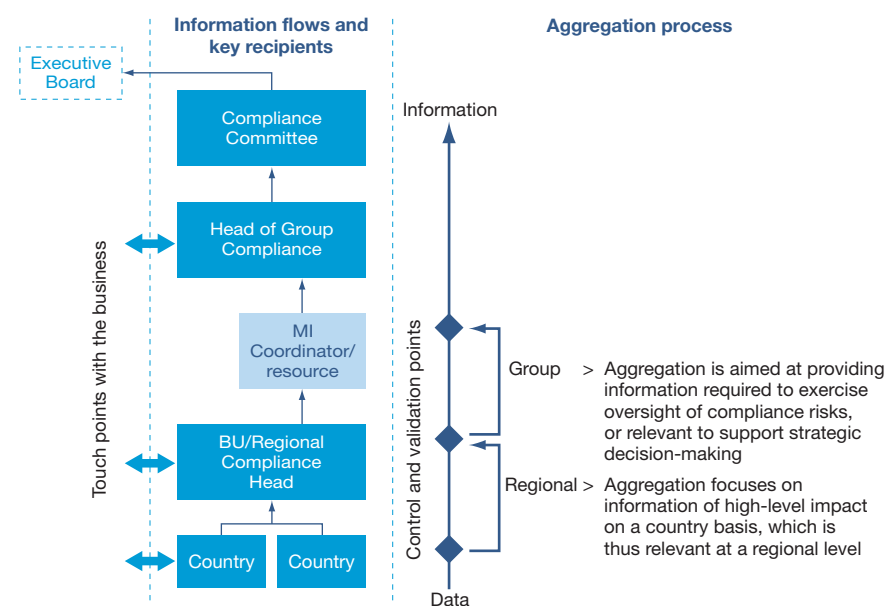 Information flows and
key recipients
Aggregation process
Executive
Board
Compliance
Committee
Information
Head of Group
Compliance
Touch points with the business
MI
Coordinator/
resource
Control and validation points
Group > Aggregation is aimed at providing
information required to exercise
oversight of compliance risks,
or relevant to support strategic
decision-making
BU/Regional
Compliance
Head
Regional > Aggregation focuses on
information of high-level impact
on a country basis, which is
thus relevant at a regional level
Country
Country
Data